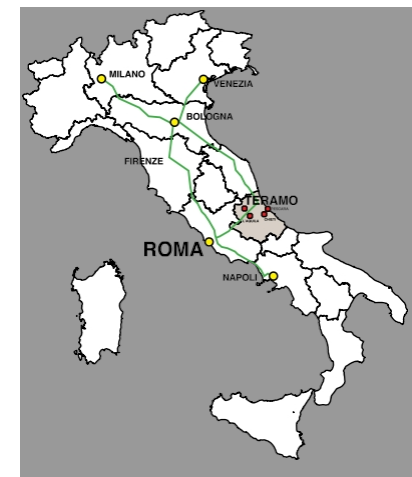 MILANO
VENEZIA
BOLOGNA
FIRENZE
TERAMO
ROMA
NAPOLI